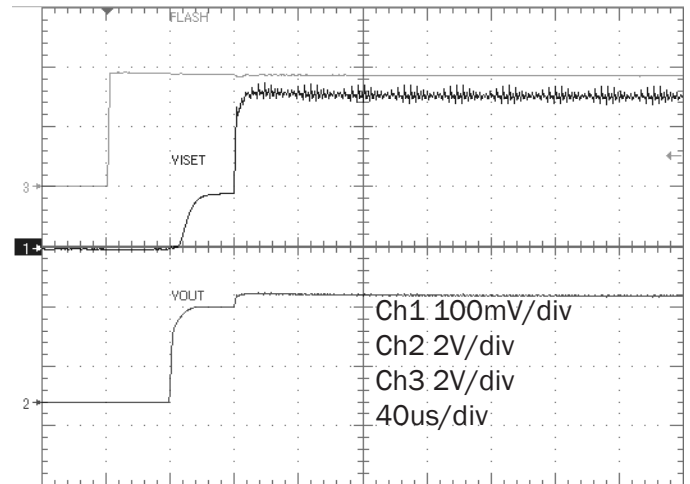 FLASH
VISET
3
1
VOUT
Ch1 100mV/div
Ch2 2V/div
Ch3 2V/div
2
40us/div